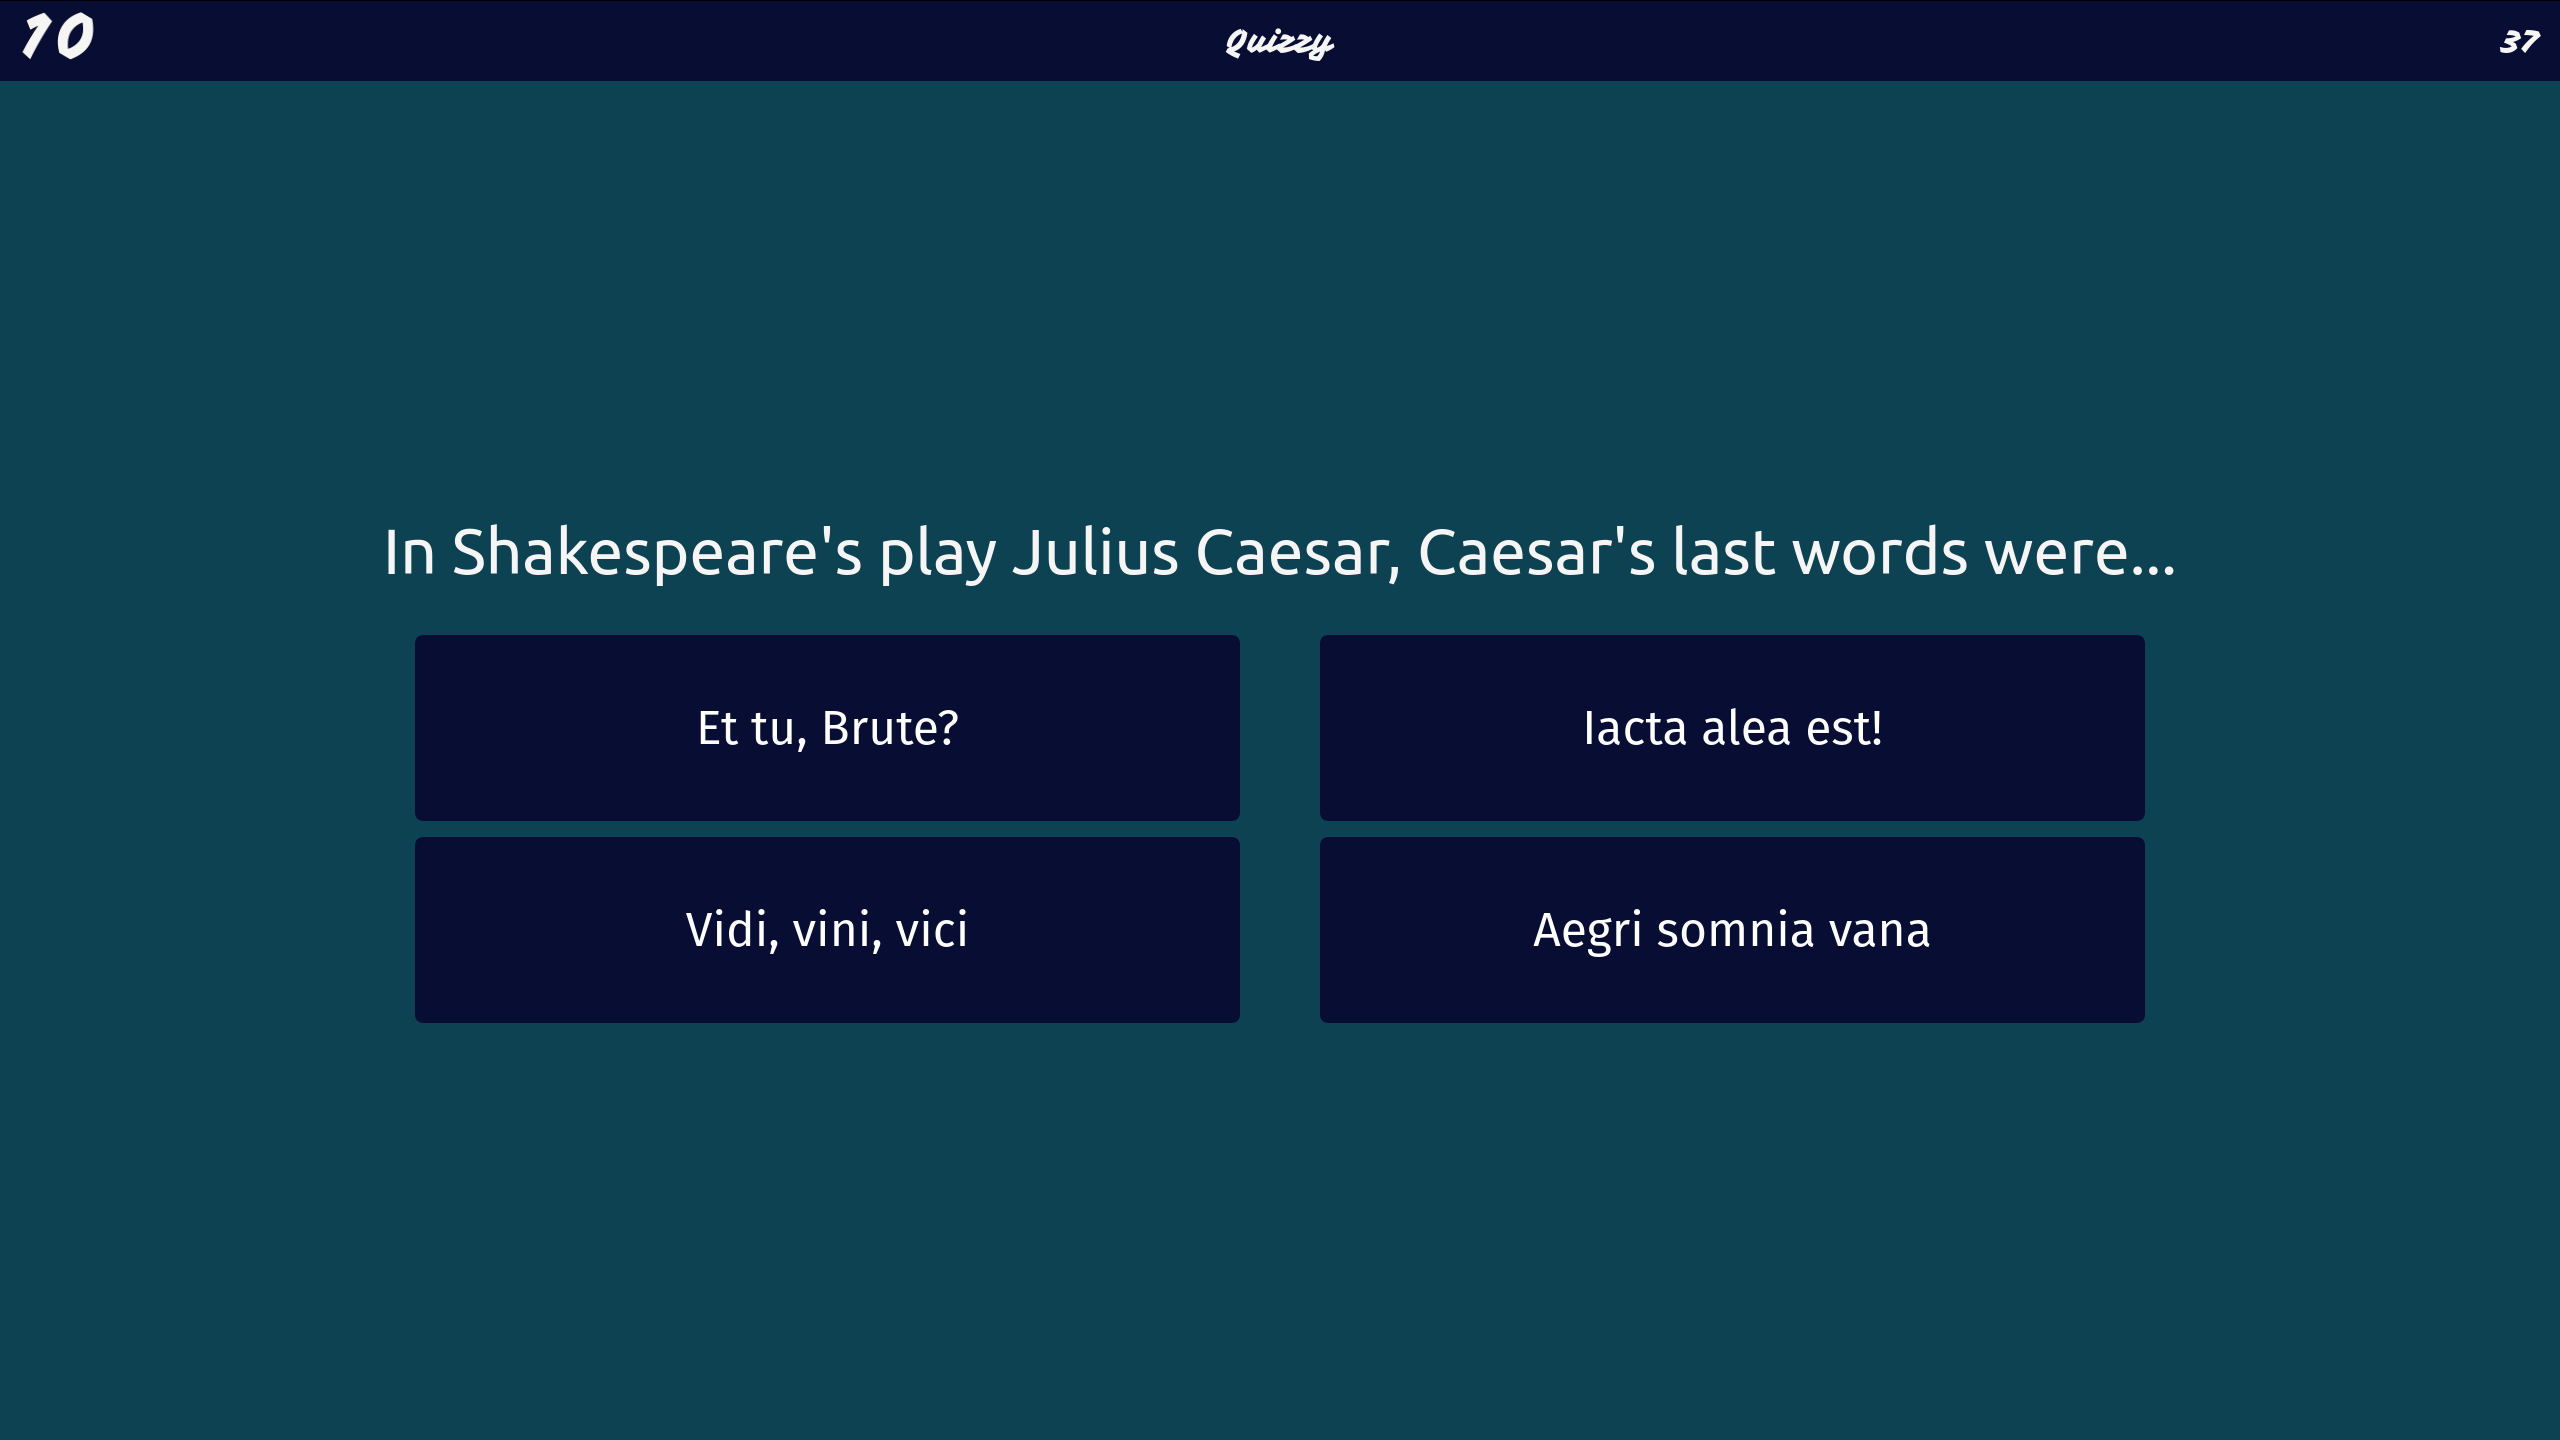 10
Quizzy
37
In Shakespeare's play Julius Caesar, Caesar's last words were...
Et tu, Brute?
Iacta alea est!
Vidi, vini, vici
Aegri somnia vana